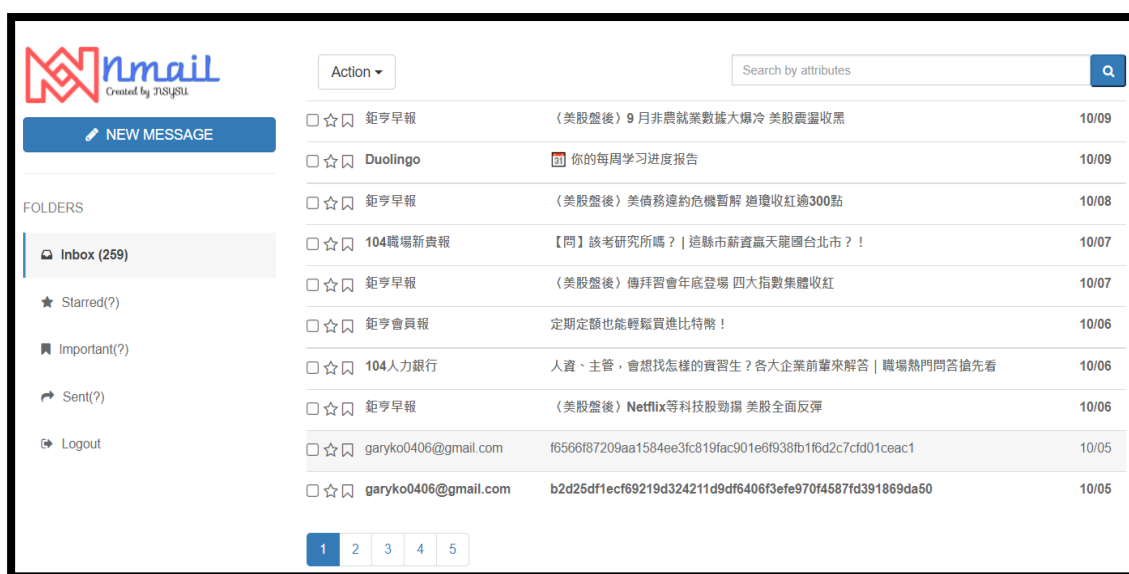 nmail
Created by NSYSU
NEW MESSAGE
FOLDERS
Inbox (259)
Starred(?)
Important(?)
Sent(?)
Logout
Action
Search by attributes
鉅亨早報 〈美股盤後〉9 月非農就業數據大爆冷 美股震盪收黑 10/09
Duolingo 31 你的每周学习进度报告 10/09
鉅亨早報 〈美股盤後〉美債務違約危機暫解 道瓊收紅逾300點 10/08
104職場新貴報 【問】該考研究所嗎？| 這縣市薪資贏天龍國台北市？！ 10/07
鉅亨早報 〈美股盤後〉傳拜習會年底登場 四大指數集體收紅 10/07
鉅亨會員報 定期定額也能輕鬆買進比特幣！ 10/06
104人力銀行 人資、主管，會想找怎樣的實習生？各大企業前輩來解答 | 職場熱門問答搶先看 10/06
鉅亨早報 〈美股盤後〉Netflix等科技股勁揚 美股全面反彈 10/06
garyko0406@gmail.com f6566f87209aa1584ee3fc819fac901e6f938fb1f6d2c7cfd01ceac1 10/05
garyko0406@gmail.com b2d25df1ecf69219d324211d9df6406f3efe970f4587fd391869da50 10/05
1 2 3 4 5